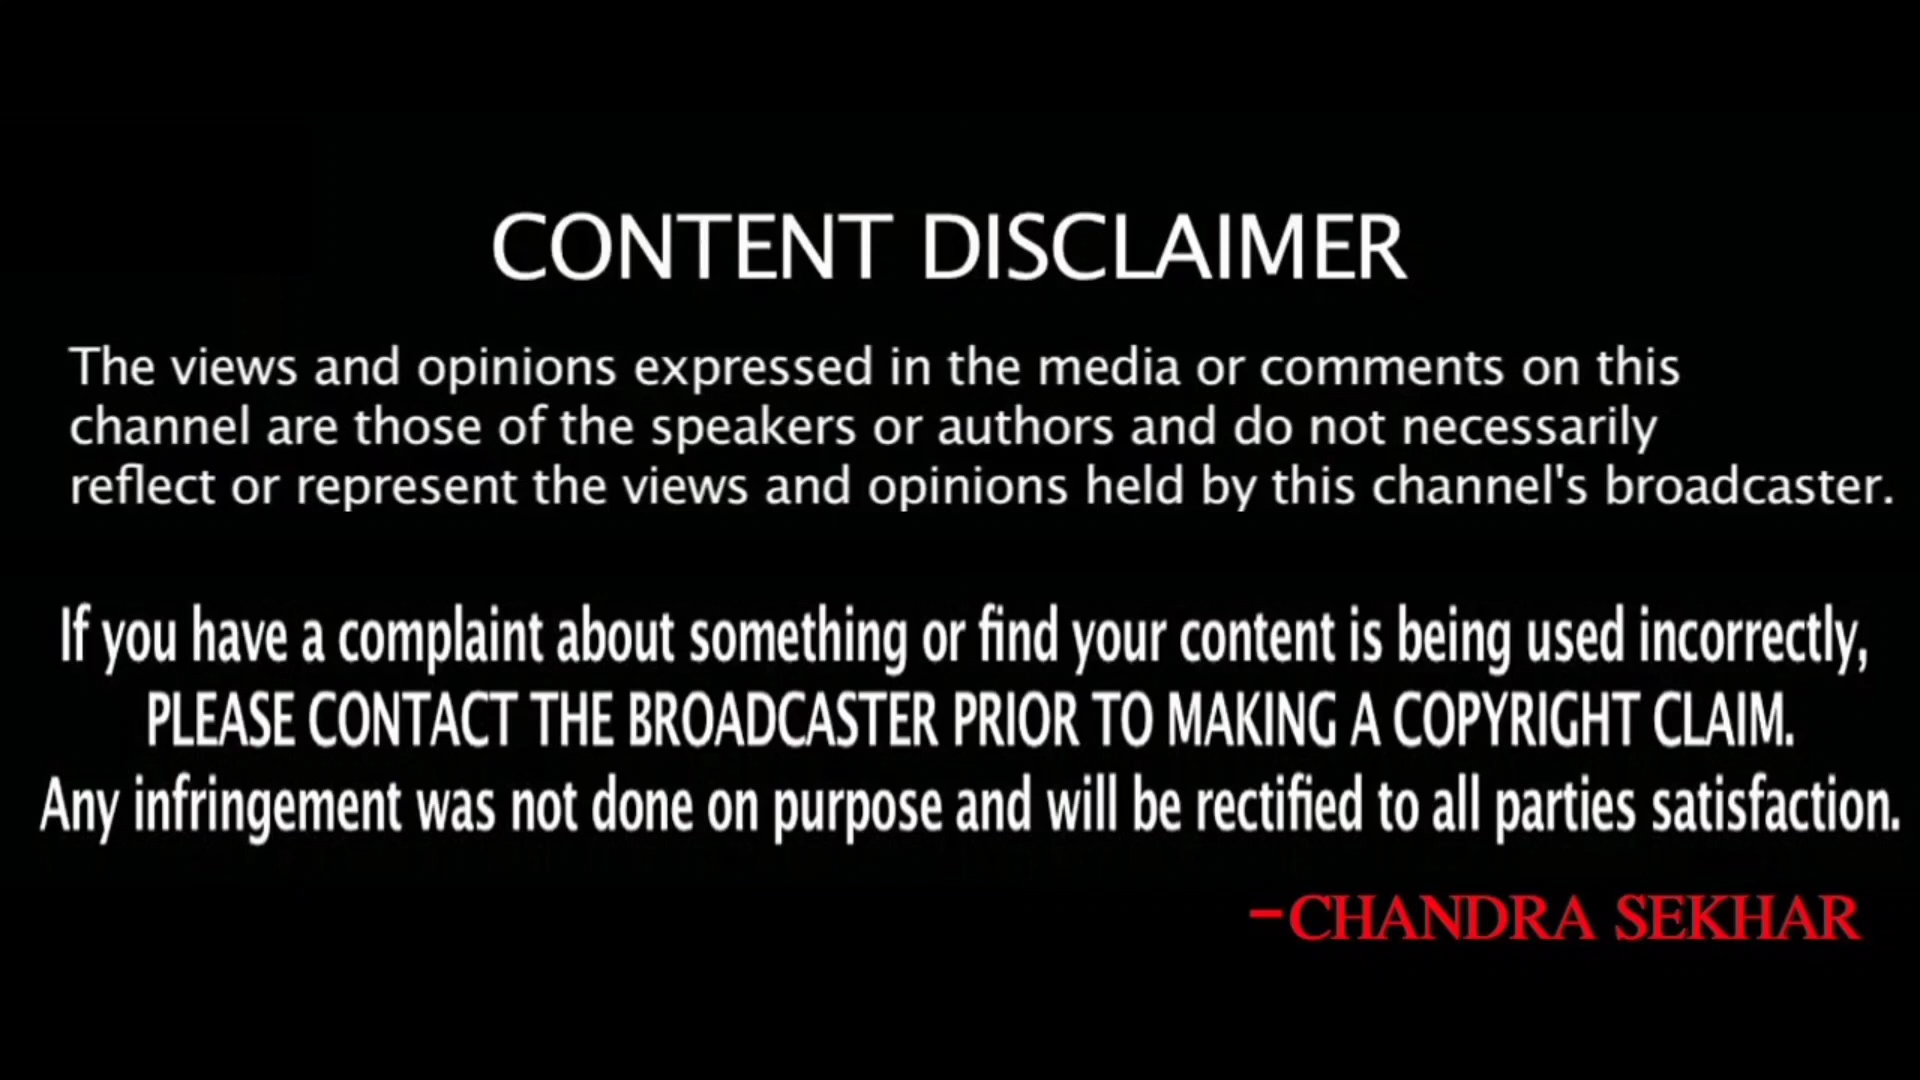 CONTENT DISCLAIMER
The views and opinions expressed in the media or comments on this
channel are those of the speakers or authors and do not necessarily
reflect or represent the views and opinions held by this channel's broadcaster.
If you have a complaint about something or find your content is being used incorrectly,
PLEASE CONTACT THE BROADCASTER PRIOR TO MAKING A COPYRIGHT CLAIM.
Any infringement was not done on purpose and will be rectified to all parties satisfaction.
-CHANDRA SEKHAR